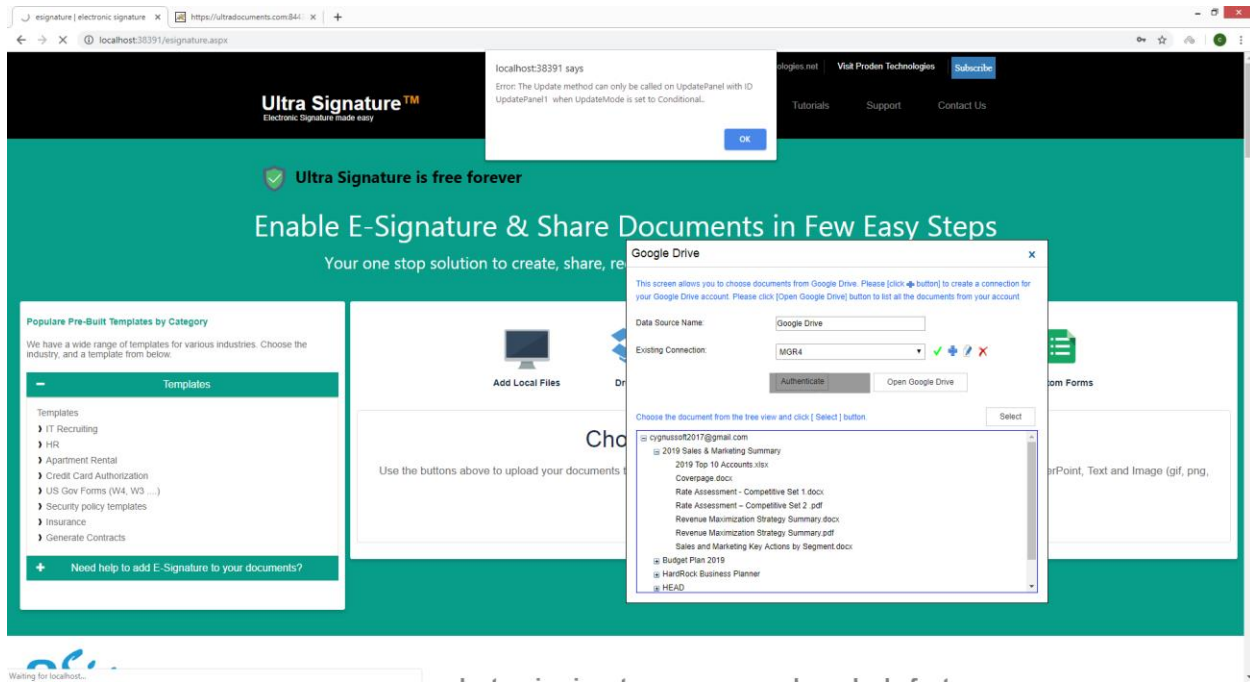 esignature | electronic signature
https://ultradocuments.com:844
localhost:38391/esignature.aspx
localhost:38391 says
Error: The Update method can only be called on UpdatePanel with ID
UpdatePanel1 when UpdateMode is set to Conditional..
OK
ologies.net
Visit Proden Technologies
Subscribe
Ultra Signature™
Electronic Signature made easy
Tutorials
Support
Contact Us
Ultra Signature is free forever
Enable E-Signature & Share Documents in Few Easy Steps
Your one stop solution to create, share, re
Populare Pre-Built Templates by Category
We have a wide range of templates for various industries. Choose the
industry, and a template from below.
Templates
Templates
IT Recruiting
HR
Apartment Rental
Credit Card Authorization
US Gov Forms (W4, W3 ....)
Security policy templates
Insurance
Generate Contracts
Need help to add E-Signature to your documents?
Add Local Files
Dr
om Forms
Cho
Use the buttons above to upload your documents t
erPoint, Text and Image (gif, png,
Google Drive
This screen allows you to choose documents from Google Drive. Please [click button] to create a connection for
your Google Drive account. Please click [Open Google Drive] button to list all the documents from your account
Data Source Name:
Google Drive
Existing Connection:
MGR4
Authenticate
Open Google Drive
Choose the document from the tree view and click [ Select ] button.
Select
cygnussoft2017@gmail.com
2019 Sales & Marketing Summary
2019 Top 10 Accounts.xlsx
Coverpage.docx
Rate Assessment - Competitive Set 1.docx
Rate Assessment – Competitive Set 2 .pdf
Revenue Maximization Strategy Summary.docx
Revenue Maximization Strategy Summary.pdf
Sales and Marketing Key Actions by Segment.docx
Budget Plan 2019
HardRock Business Planner
HEAD
Waiting for localhost...